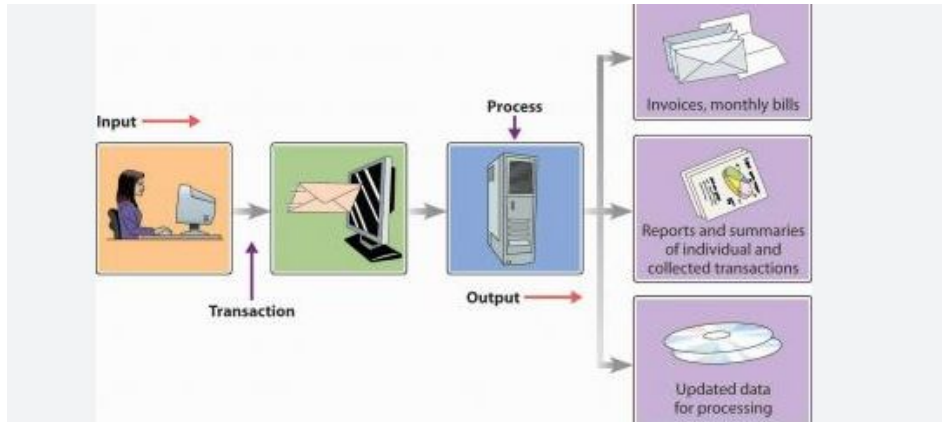 Input
Transaction
Process
Output
Invoices, monthly bills
Reports and summaries
of individual and
collected transactions
Updated data
for processing